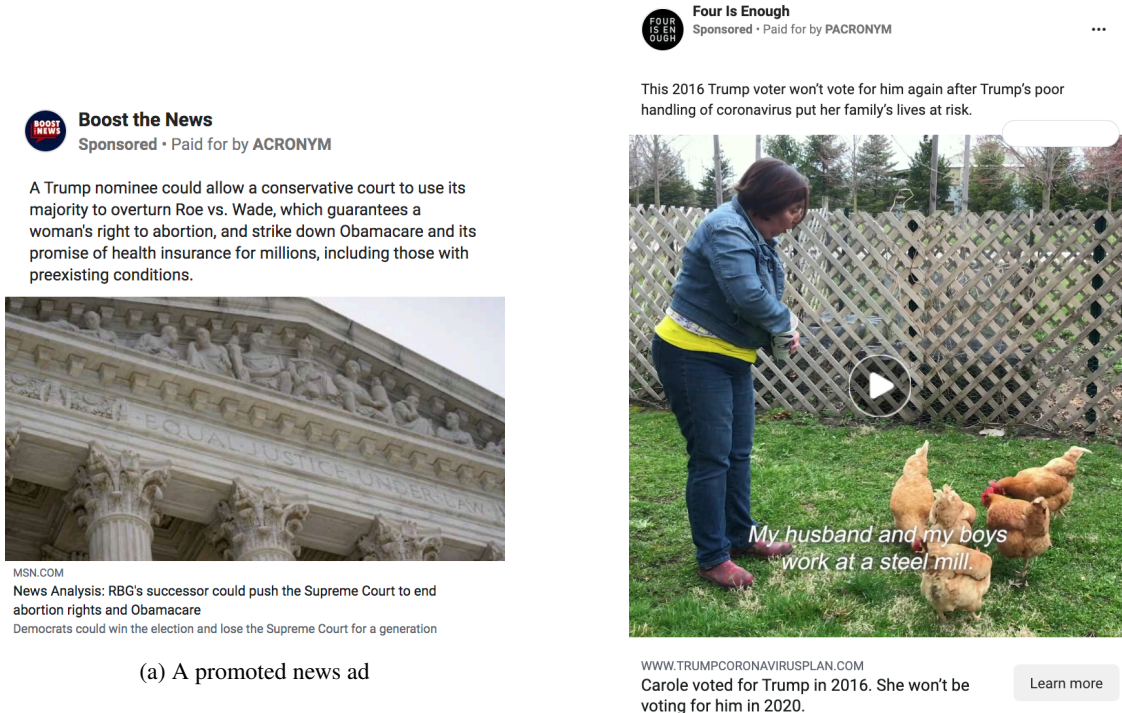 BOOST
THE NEWS
Boost the News
Sponsored • Paid for by ACRONYM
A Trump nominee could allow a conservative court to use its
majority to overturn Roe vs. Wade, which guarantees a
woman's right to abortion, and strike down Obamacare and its
promise of health insurance for millions, including those with
preexisting conditions.
EQUAL JUSTICE UNDER LAW
MSN.COM
News Analysis: RBG's successor could push the Supreme Court to end
abortion rights and Obamacare
Democrats could win the election and lose the Supreme Court for a generation
(a) A promoted news ad
FOUR
IS EN
OUGH
Four Is Enough
Sponsored • Paid for by PACRONYM
This 2016 Trump voter won’t vote for him again after Trump’s poor
handling of coronavirus put her family’s lives at risk.
My husband and my boys
work at a steel mill.
WWW.TRUMPCORONAVIRUSPLAN.COM
Carole voted for Trump in 2016. She won’t be
voting for him in 2020.
Learn more